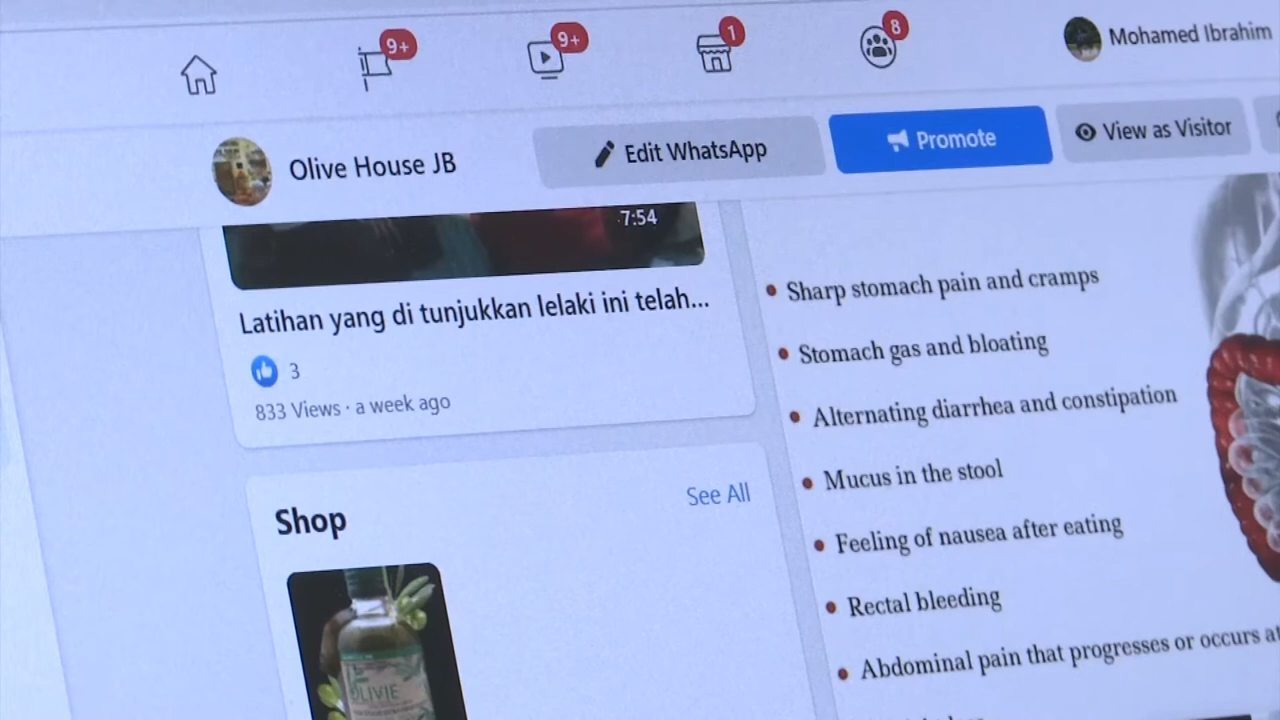 9+
9+
1
8
Mohamed Ibrahim
Olive House JB
Edit WhatsApp
Promote
View as Visitor
7:54
Latihan yang di tunjukkan lelaki ini telah...
3
833 Views · a week ago
Shop
See All
OLIVIE
Sharp stomach pain and cramps
Stomach gas and bloating
Alternating diarrhea and constipation
Mucus in the stool
Feeling of nausea after eating
Rectal bleeding
Abdominal pain that progresses or occurs at